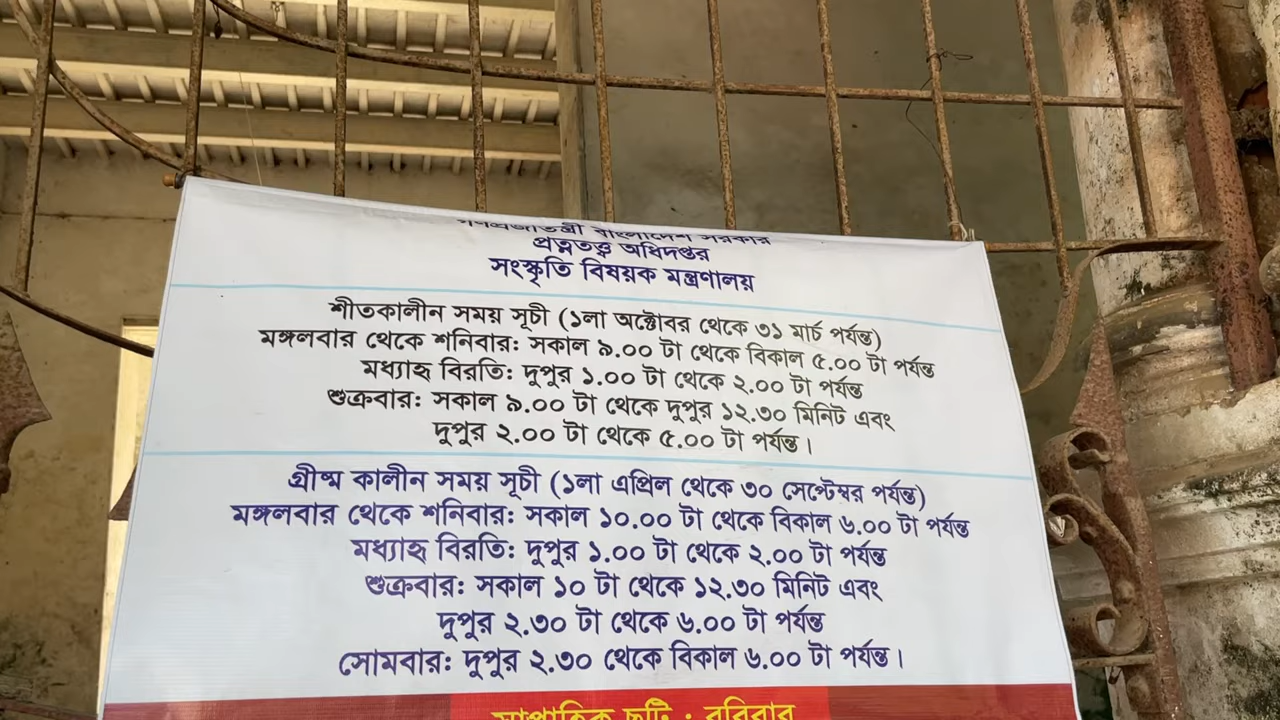 গণপ্রজাতন্ত্রী বাংলাদেশ সরকার
প্রত্নতত্ত্ব অধিদপ্তর
সংস্কৃতি বিষয়ক মন্ত্রণালয়
শীতকালীন সময় সূচী (১লা অক্টোবর থেকে ৩১ মার্চ পর্যন্ত)
মঙ্গলবার থেকে শনিবার: সকাল ৯.০০ টা থেকে বিকাল ৫.০০ টা পর্যন্ত
মধ্যাহ্ন বিরতি: দুপুর ১.০০ টা থেকে ২.০০ টা পর্যন্ত
শুক্রবার: সকাল ৯.০০ টা থেকে দুপুর ১২.৩০ মিনিট এবং
দুপুর ২.০০ টা থেকে ৫.০০ টা পর্যন্ত।
গ্রীষ্ম কালীন সময় সূচী (১লা এপ্রিল থেকে ৩০ সেপ্টেম্বর পর্যন্ত)
মঙ্গলবার থেকে শনিবার: সকাল ১০.০০ টা থেকে বিকাল ৬.০০ টা পর্যন্ত
মধ্যাহ্ন বিরতি: দুপুর ১.০০ টা থেকে ২.০০ টা পর্যন্ত
শুক্রবার: সকাল ১০ টা থেকে ১২.৩০ মিনিট এবং
দুপুর ২.৩০ টা থেকে ৬.০০ টা পর্যন্ত
সোমবার: দুপুর ২.৩০ থেকে বিকাল ৬.০০ টা পর্যন্ত।
সাপ্তাহিক ছুটি : রবিবার